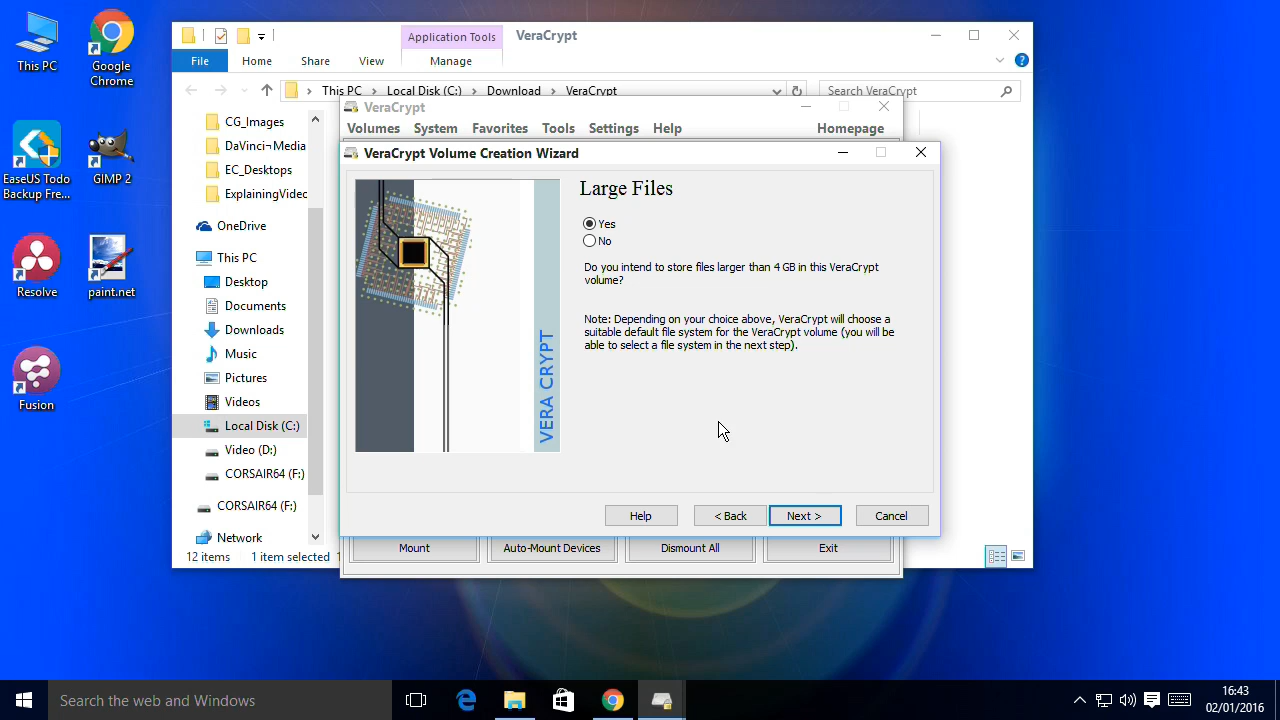 This PC
Google
Chrome
EaseUS Todo
Backup Fre...
GIMP 2
Resolve
paint.net
Fusion
Application Tools
VeraCrypt
File
Home
Share
View
Manage
This PC
Local Disk (C:)
Download
VeraCrypt
Search VeraCrypt
CG_Images
DaVinci¬Media
EC_Desktops
ExplainingVideo
OneDrive
This PC
Desktop
Documents
Downloads
Music
Pictures
Videos
Local Disk (C:)
Video (D:)
CORSAIR64 (F:)
CORSAIR64 (F:)
Network
12 items
1 item selected
VeraCrypt
Volumes
System
Favorites
Tools
Settings
Help
Homepage
VeraCrypt Volume Creation Wizard
VERA CRYPT
Large Files
Yes
No
Do you intend to store files larger than 4 GB in this VeraCrypt
volume?
Note: Depending on your choice above, VeraCrypt will choose a
suitable default file system for the VeraCrypt volume (you will be
able to select a file system in the next step).
Help
< Back
Next >
Cancel
Mount
Auto-Mount Devices
Dismount All
Exit
Search the web and Windows
16:43
02/01/2016